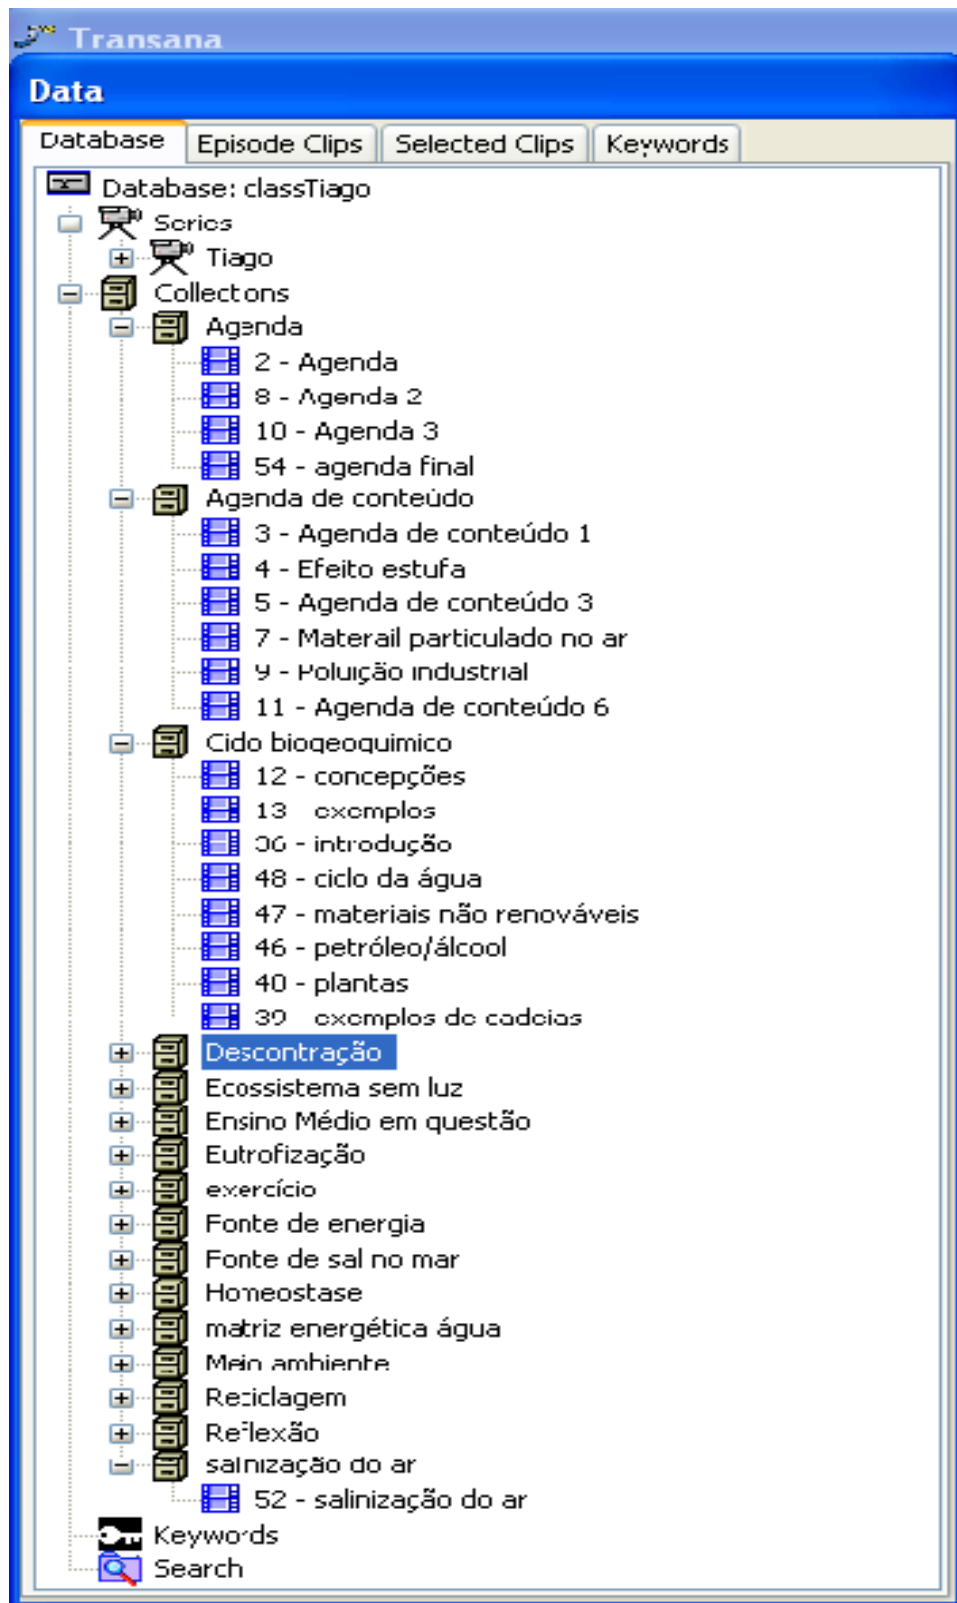 Transana
Data
Database Episode Clips Selected Clips Keywords
Database: classTiago
Series
Tiago
Collectons
Agenda
2 - Agenda
8 - Agenda 2
10 - Agenda 3
54 - agenda final
Agenda de conteúdo
3 - Agenda de conteúdo 1
4 - Efeito estufa
5 - Agenda de conteúdo 3
7 - Materail particulado no ar
9 - Poluição industrial
11 - Agenda de conteúdo 6
Ciclo biogeoquimico
12 - concepções
13 - exemplos
36 - introdução
48 - ciclo da água
47 - materiais não renováveis
46 - petróleo/álcool
40 - plantas
39 - exemplos de cadeias
Descontração
Ecossistema sem luz
Ensino Médio em questão
Eutrofização
exercício
Fonte de energia
Fonte de sal no mar
Homeostase
matriz energética água
Meio ambiente
Reciclagem
Reflexão
salinização do ar
52 - salinização do ar
Keywords
Search